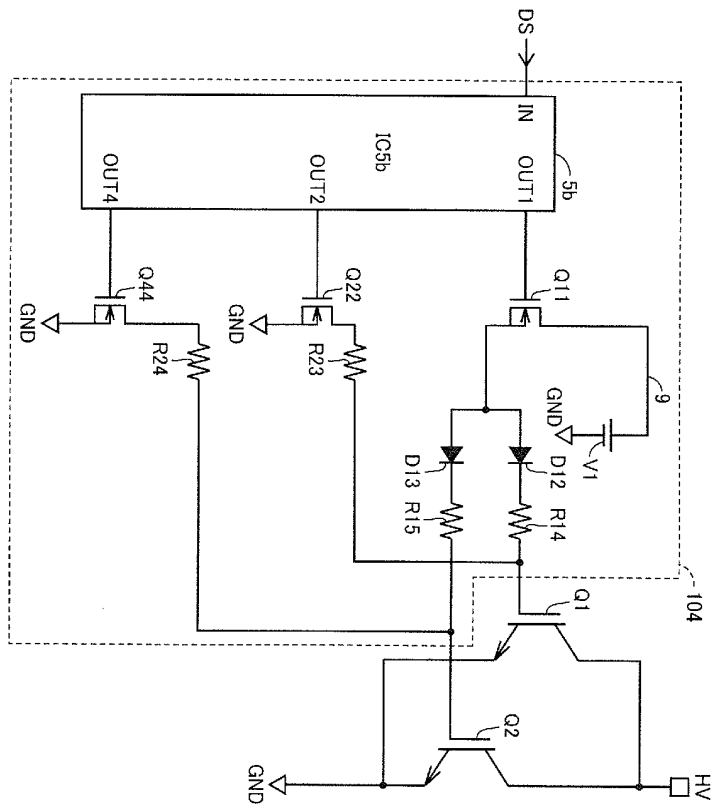 DS
IN
IC5b
5b
OUT1
OUT2
OUT4
Q11
Q22
Q44
GND
GND
R23
R24
9
V1
GND
D12
D13
R14
R15
104
Q1
Q2
HV
GND